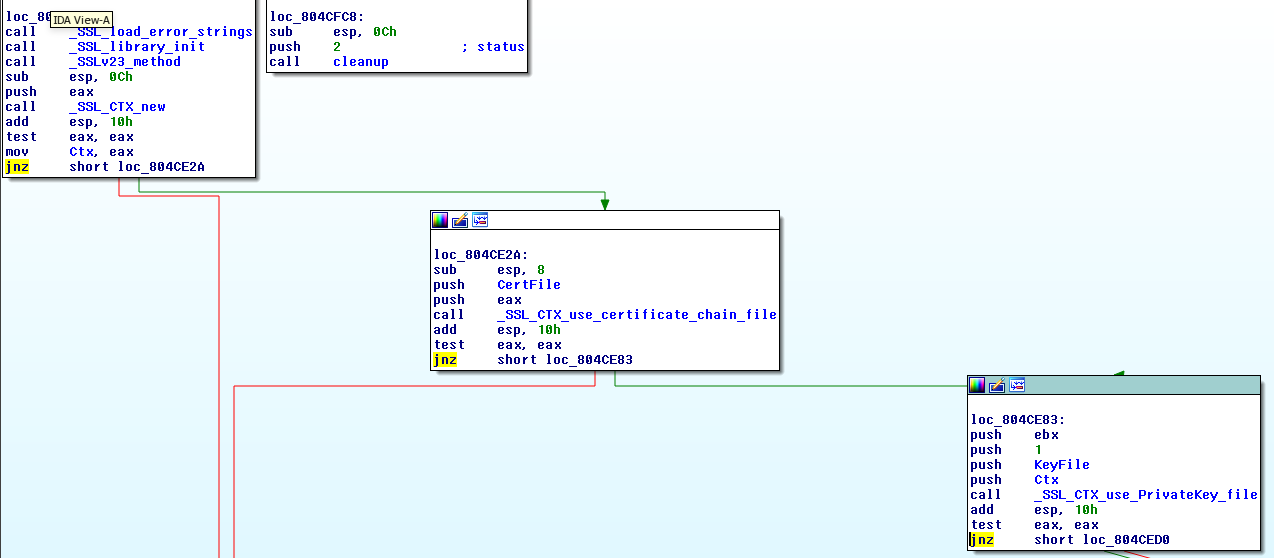 loc_80
IDA View-A
call _SSL_load_error_strings
call _SSL_library_init
call _SSLv23_method
sub esp, 0Ch
push eax
call _SSL_CTX_new
add esp, 10h
test eax, eax
mov Ctx, eax
jnz short loc_804CE2A
loc_804CFC8:
sub esp, 0Ch
push 2 ; status
call cleanup
loc_804CE2A:
sub esp, 8
push CertFile
push eax
call _SSL_CTX_use_certificate_chain_file
add esp, 10h
test eax, eax
jnz short loc_804CE83
loc_804CE83:
push ebx
push 1
push KeyFile
push Ctx
call _SSL_CTX_use_PrivateKey_file
add esp, 10h
test eax, eax
jnz short loc_804CED0